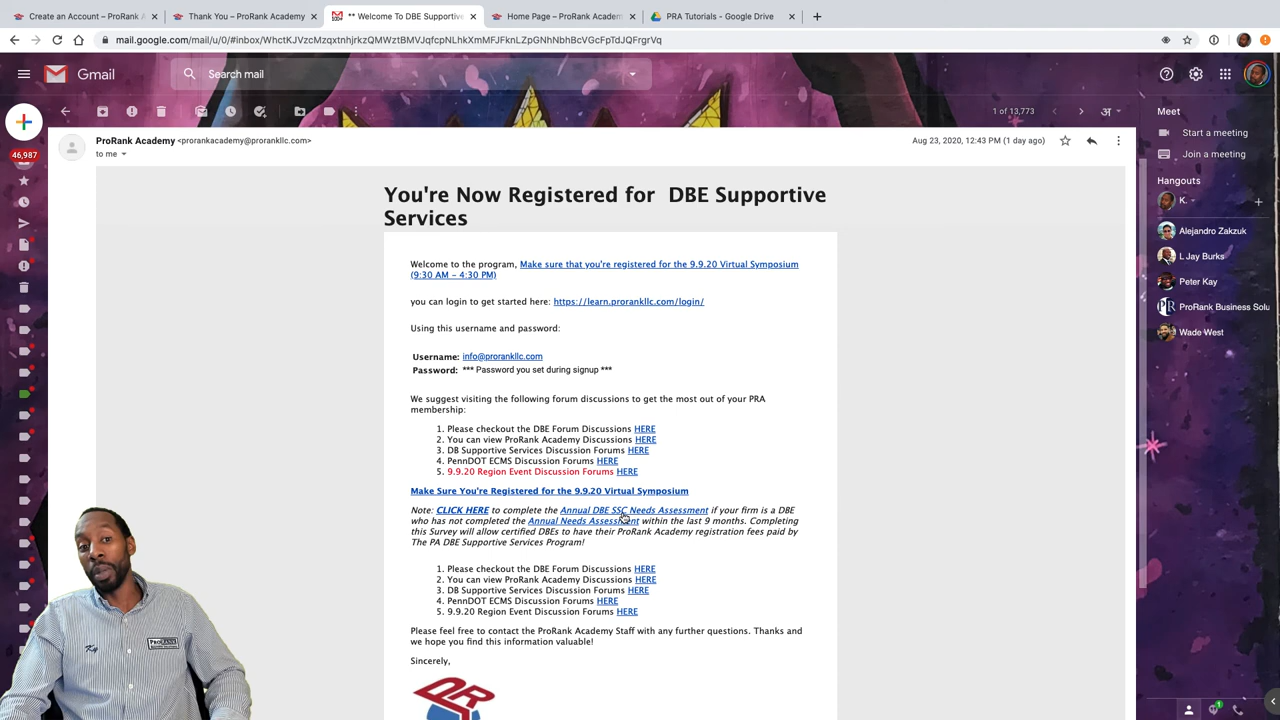 Create an Account – ProRank A
Thank You – ProRank Academy
** Welcome To DBE Supportive
Home Page – ProRank Academ
PRA Tutorials - Google Drive
mail.google.com/mail/u/0/#inbox/WhctKJVzcMzqxtnhjrkzQMWztBMVJqfcpNLhkXmMFJFknLZpGNhNbhBcVGcFpTdJQFrgrVq
Gmail
Search mail
1 of 13,773
Meet
Start a meeting
Join a meeting
46,987
ProRank Academy <prorankacademy@prorankllc.com>
Aug 23, 2020, 12:43 PM (1 day ago)
to me
K.
Alejandro Zakzuk
L Jay Burks
Peter Kay
ProRank Business Solu
Wade West
You're Now Registered for DBE Supportive
Services
Welcome to the program, Make sure that you're registered for the 9.9.20 Virtual Symposium
(9:30 AM - 4:30 PM)
you can login to get started here: https://learn.prorankllc.com/login/
Using this username and password:
Username: info@prorankllc.com
Password: *** Password you set during signup ***
We suggest visiting the following forum discussions to get the most out of your PRA
membership:
1. Please checkout the DBE Forum Discussions HERE
2. You can view ProRank Academy Discussions HERE
3. DB Supportive Services Discussion Forums HERE
4. PennDOT ECMS Discussion Forums HERE
5. 9.9.20 Region Event Discussion Forums HERE
Make Sure You're Registered for the 9.9.20 Virtual Symposium
Note: CLICK HERE to complete the Annual DBE SSC Needs Assessment if your firm is a DBE
who has not completed the Annual Needs Assessment within the last 9 months. Completing
this Survey will allow certified DBEs to have their ProRank Academy registration fees paid by
The PA DBE Supportive Services Program!
1. Please checkout the DBE Forum Discussions HERE
2. You can view ProRank Academy Discussions HERE
3. DB Supportive Services Discussion Forums HERE
4. PennDOT ECMS Discussion Forums HERE
5. 9.9.20 Region Event Discussion Forums HERE
Please feel free to contact the ProRank Academy Staff with any further questions. Thanks and
we hope you find this information valuable!
Sincerely,
PRORANK